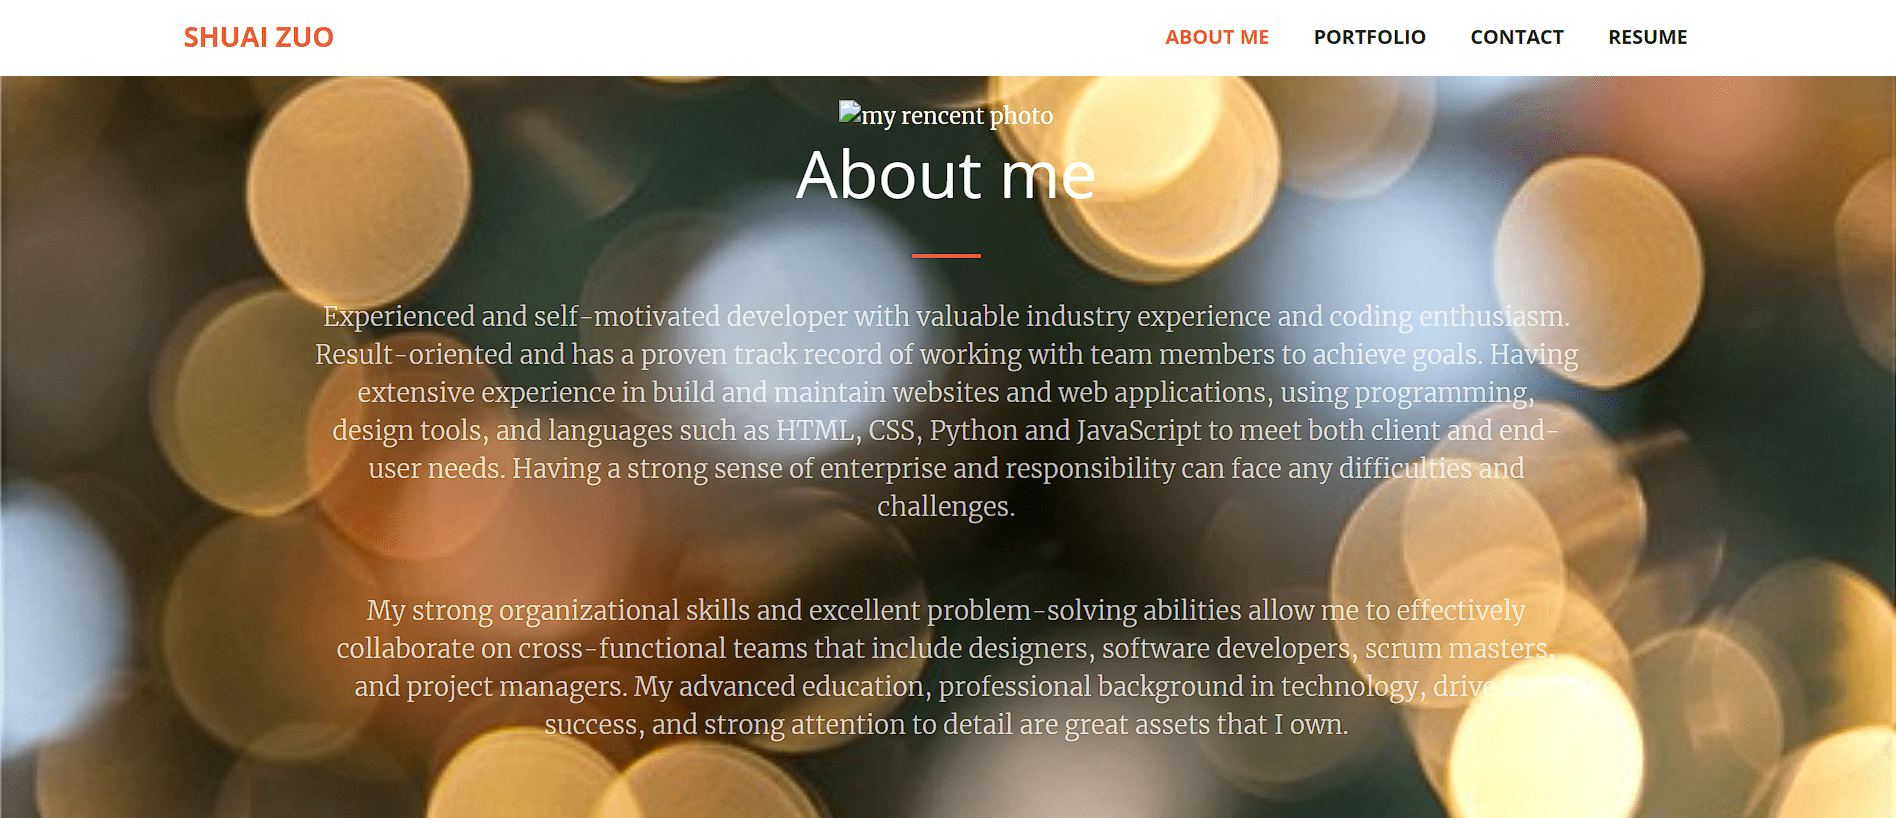 SHUAI ZUO
ABOUT ME PORTFOLIO CONTACT RESUME
my rencent photo
About me
Experienced and self-motivated developer with valuable industry experience and coding enthusiasm.
Result-oriented and has a proven track record of working with team members to achieve goals. Having
extensive experience in build and maintain websites and web applications, using programming,
design tools, and languages such as HTML, CSS, Python and JavaScript to meet both client and end-
user needs. Having a strong sense of enterprise and responsibility can face any difficulties and
challenges.
My strong organizational skills and excellent problem-solving abilities allow me to effectively
collaborate on cross-functional teams that include designers, software developers, scrum masters,
and project managers. My advanced education, professional background in technology, drive
success, and strong attention to detail are great assets that I own.